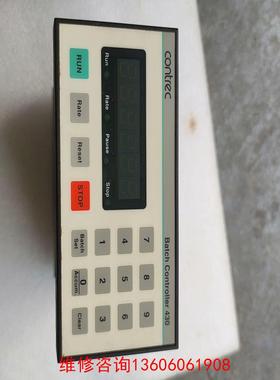 contrec
Batch Controller 430
Run
Rate
Pause
Stop
RUN
Rate
Reset
STOP
7
8
9
4
5
6
1
2
3
Batch
Set
0
Accum.
Clear
维修咨询13606061908